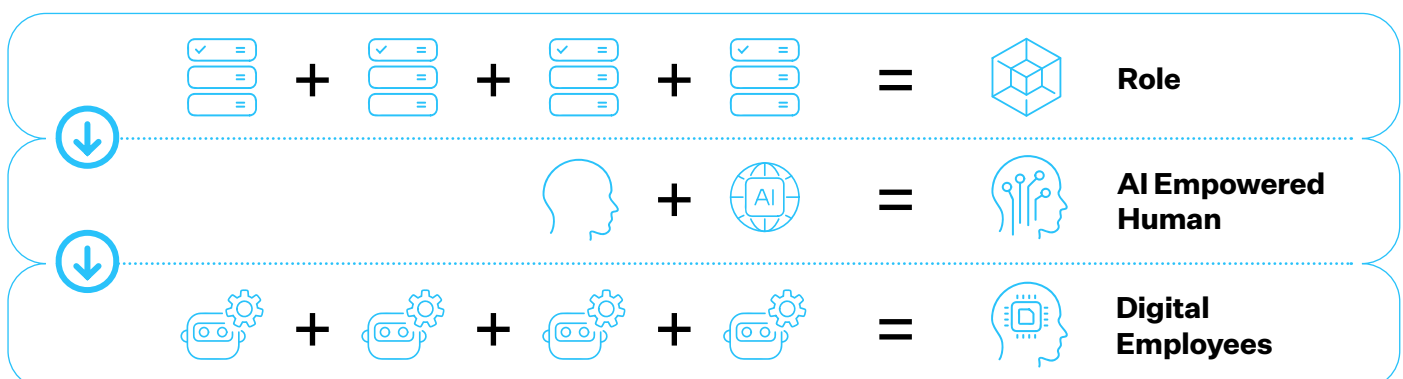 + + + = Role
+ AI = AI Empowered
Human
+ + + = Digital
Employees